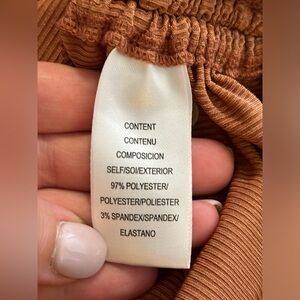 CONTENT
CONTENU
COMPOSICION
SELF/SOI/EXTERIOR
97% POLYESTER/
POLYESTER/POLIESTER
3% SPANDEX/SPANDEX/
ELASTANO